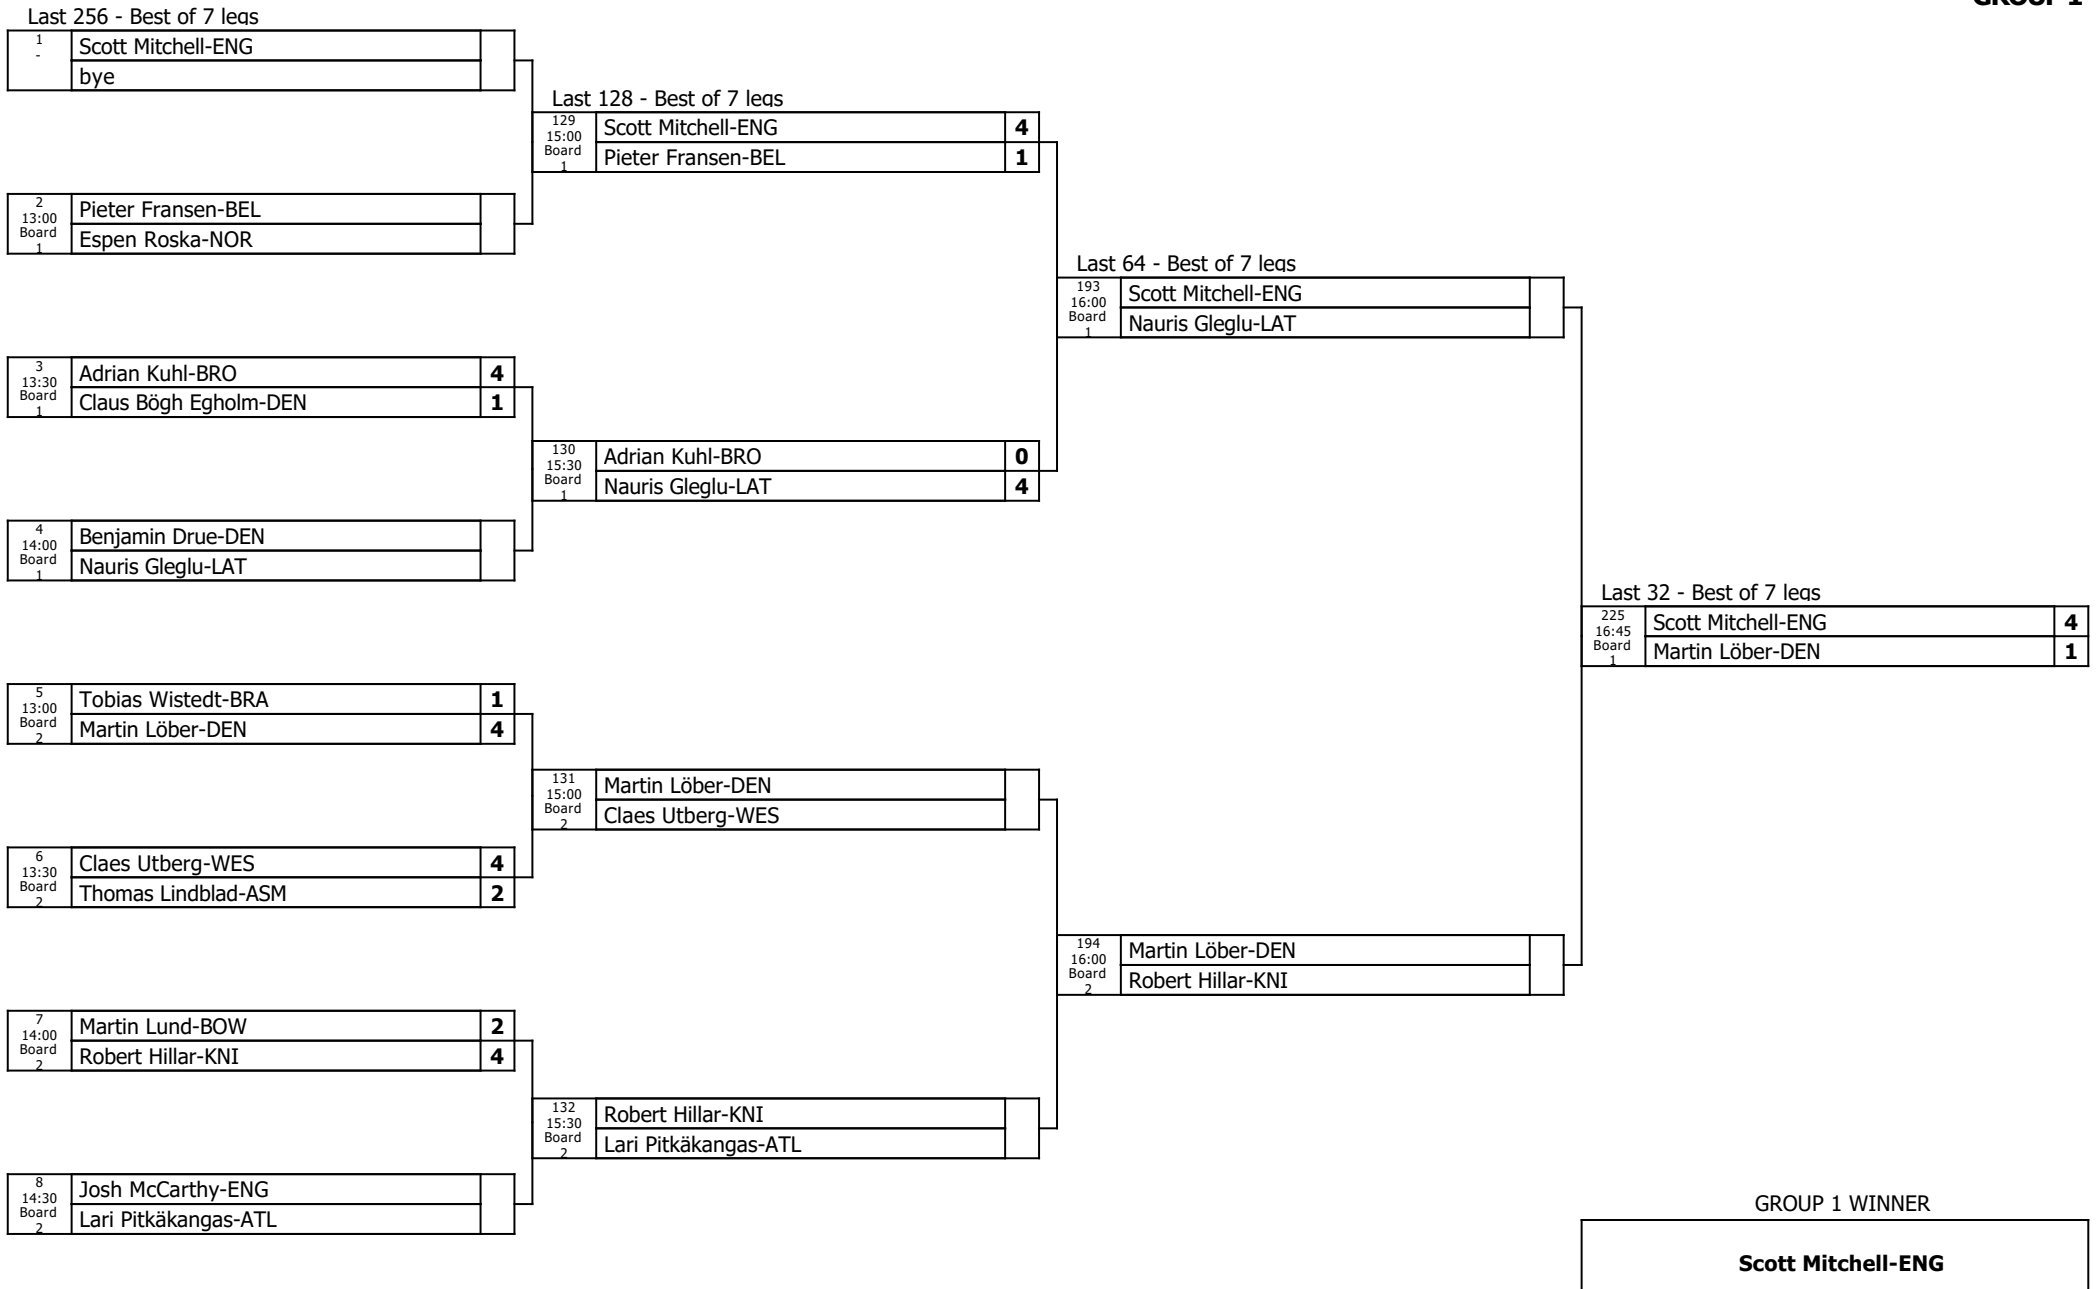 GROUP 1
Last 256 - Best of 7 legs
1
-
Scott Mitchell-ENG
bye
Last 128 - Best of 7 legs
129
15:00
Board
1
Scott Mitchell-ENG 4
Pieter Fransen-BEL 1
2
13:00
Board
1
Pieter Fransen-BEL
Espen Roska-NOR
Last 64 - Best of 7 legs
193
16:00
Board
1
Scott Mitchell-ENG
Nauris Gleglu-LAT
3
13:30
Board
1
Adrian Kuhl-BRO 4
Claus Bögh Egholm-DEN 1
130
15:30
Board
1
Adrian Kuhl-BRO 0
Nauris Gleglu-LAT 4
4
14:00
Board
1
Benjamin Drue-DEN
Nauris Gleglu-LAT
Last 32 - Best of 7 legs
225
16:45
Board
1
Scott Mitchell-ENG 4
Martin Löber-DEN 1
5
13:00
Board
2
Tobias Wistedt-BRA 1
Martin Löber-DEN 4
131
15:00
Board
2
Martin Löber-DEN
Claes Utberg-WES
6
13:30
Board
2
Claes Utberg-WES 4
Thomas Lindblad-ASM 2
194
16:00
Board
2
Martin Löber-DEN
Robert Hillar-KNI
7
14:00
Board
2
Martin Lund-BOW 2
Robert Hillar-KNI 4
132
15:30
Board
2
Robert Hillar-KNI
Lari Pitkäkangas-ATL
8
14:30
Board
2
Josh McCarthy-ENG
Lari Pitkäkangas-ATL
GROUP 1 WINNER
Scott Mitchell-ENG